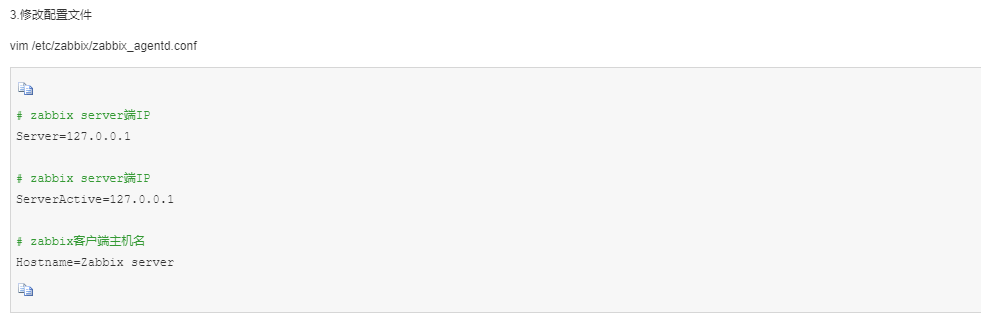 3.修改配置文件
vim /etc/zabbix/zabbix_agentd.conf
# zabbix server端IP
Server=127.0.0.1
# zabbix server端IP
ServerActive=127.0.0.1
# zabbix客户端主机名
Hostname=Zabbix server